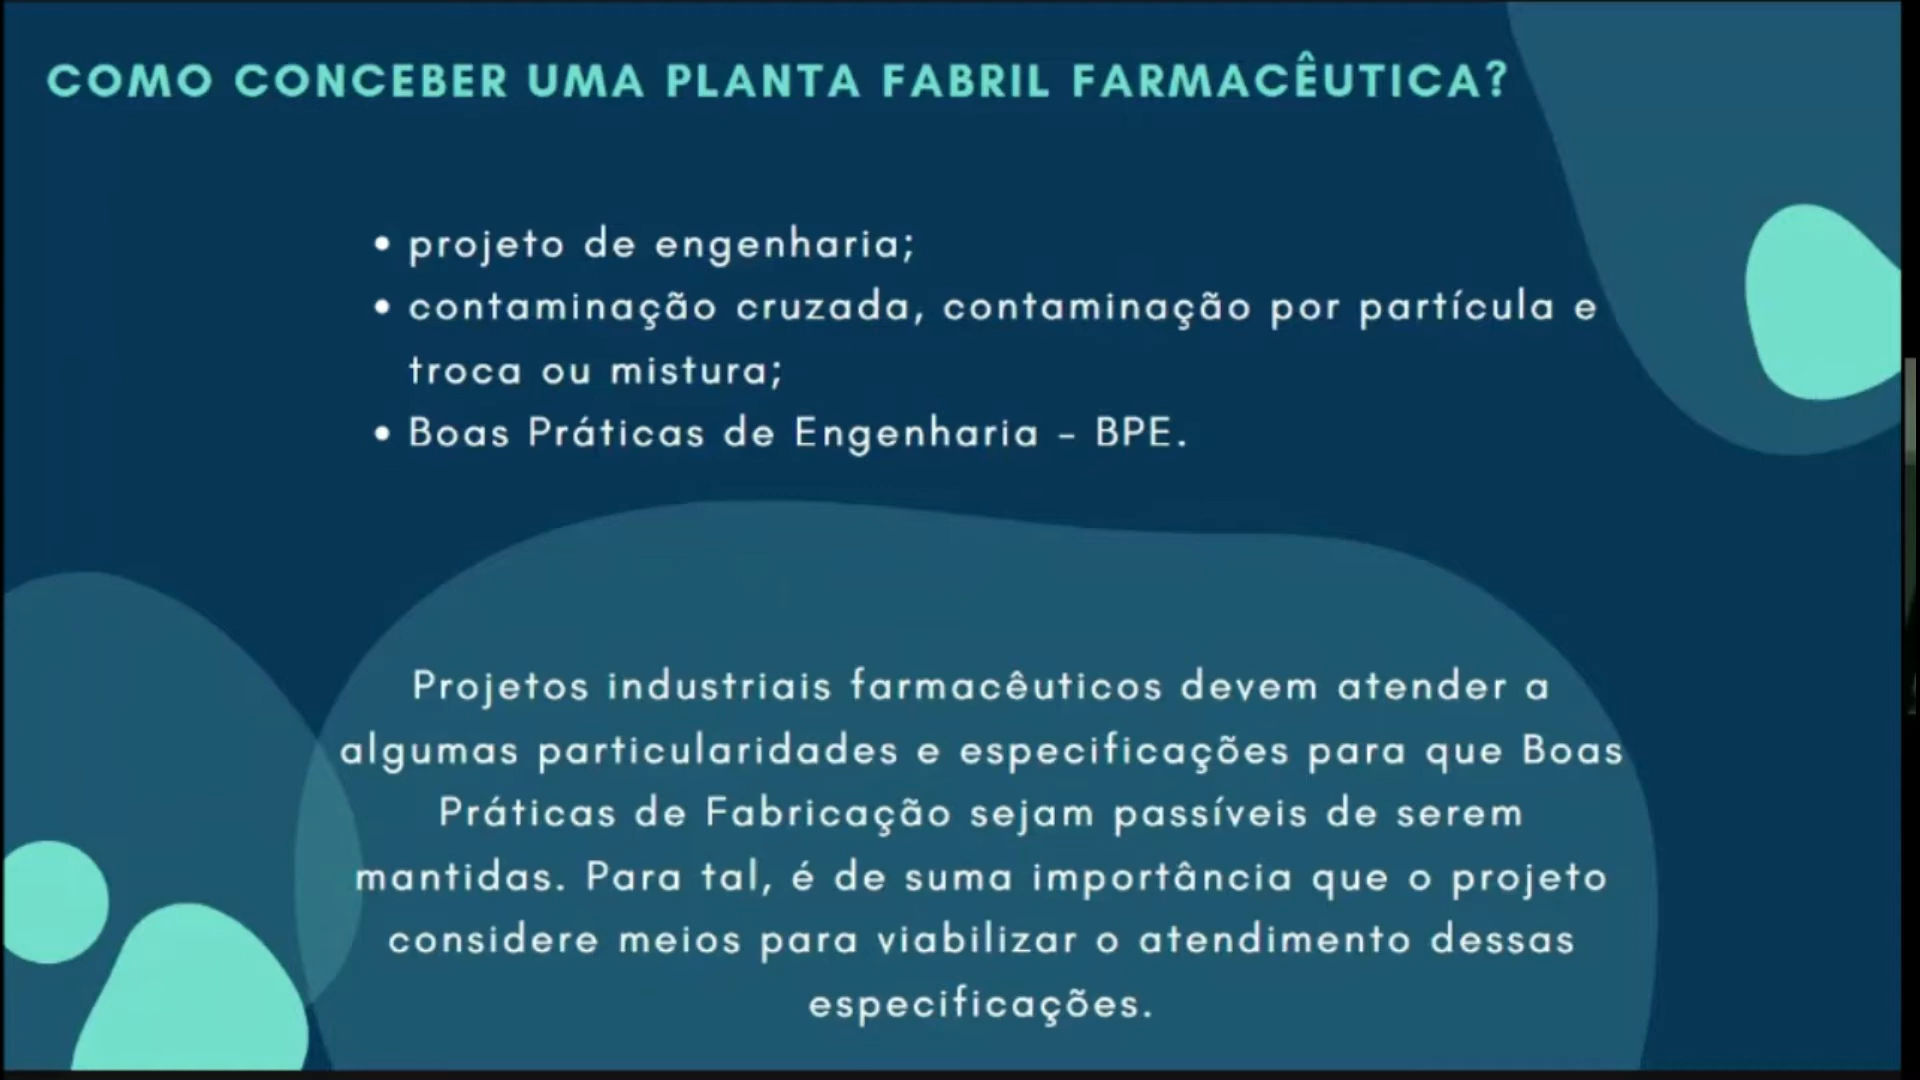 COMO CONCEBER UMA PLANTA FABRIL FARMACÊUTICA?
• projeto de engenharia;
• contaminação cruzada, contaminação por partícula e
troca ou mistura;
• Boas Práticas de Engenharia - BPE.
Projetos industriais farmacêuticos devem atender a
algumas particularidades e especificações para que Boas
Práticas de Fabricação sejam passíveis de serem
mantidas. Para tal, é de suma importância que o projeto
considere meios para viabilizar o atendimento dessas
especificações.